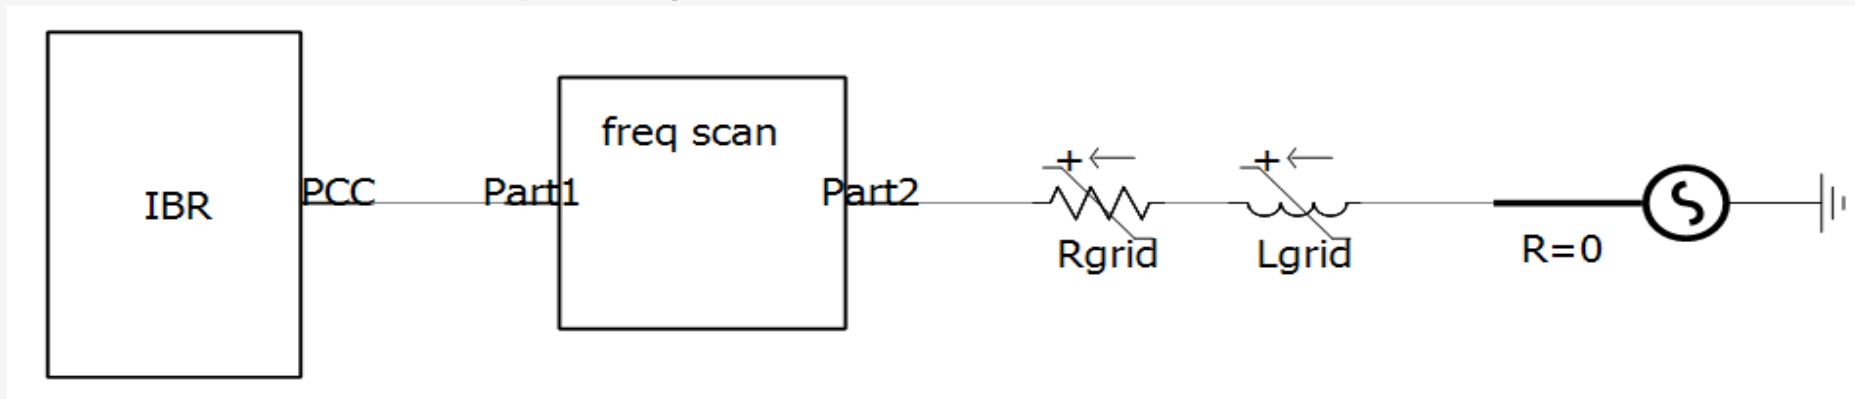 IBR
PCC
Part1
freq scan
Part2
+
Rgrid
+
Lgrid
R=0